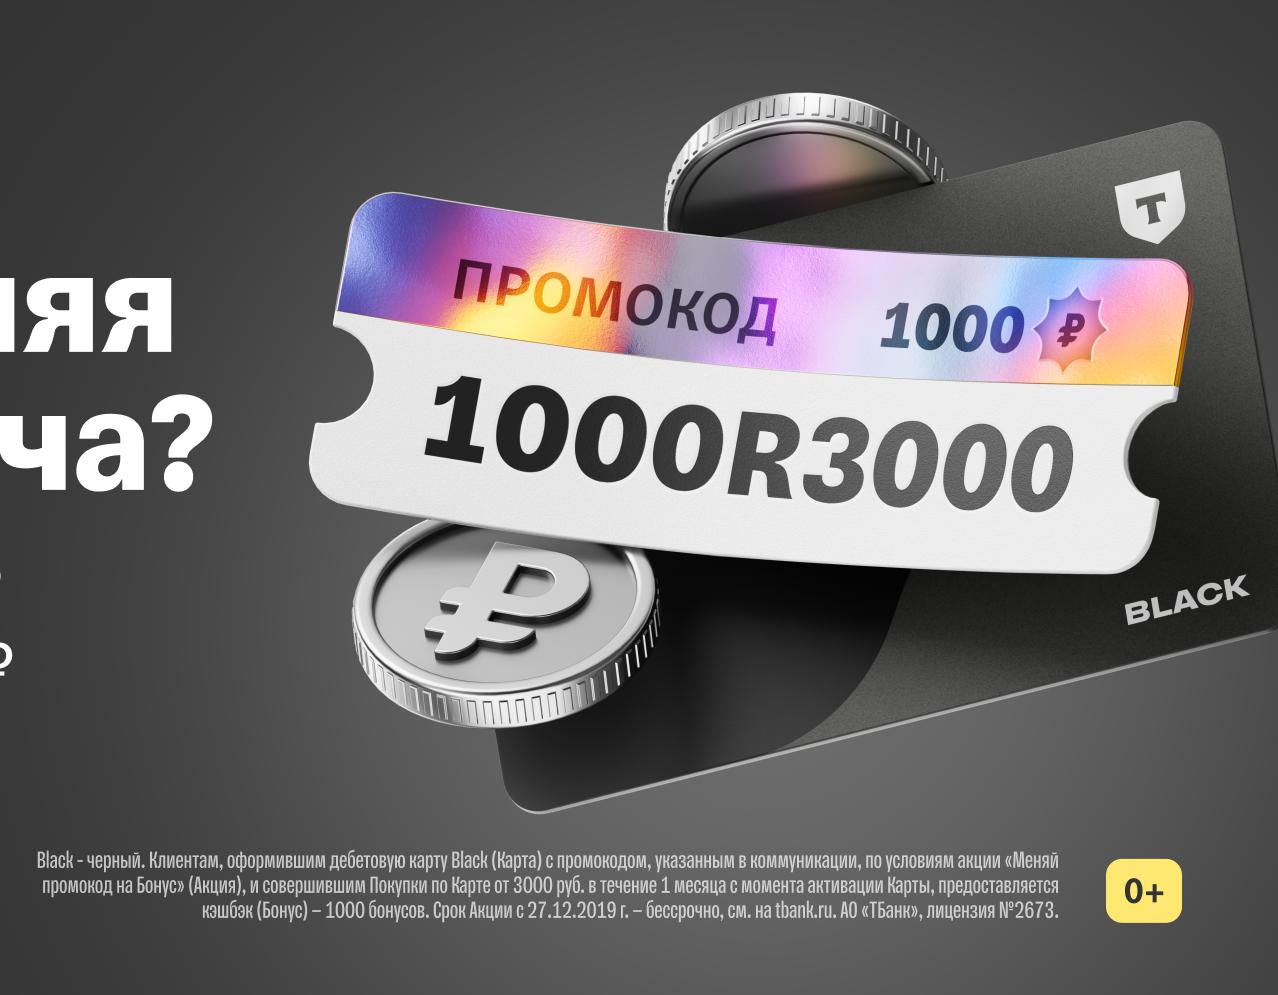 няя
ча?
ПРОМОКОД 1000 ₽
1000R3000
₽
T
BLACK
Black - черный. Клиентам, оформившим дебетовую карту Black (Карта) с промокодом, указанным в коммуникации, по условиям акции «Меняй
промокод на Бонус» (Акция), и совершившим Покупки по Карте от 3000 руб. в течение 1 месяца с момента активации Карты, предоставляется
кэшбэк (Бонус) – 1000 бонусов. Срок Акции с 27.12.2019 г. – бессрочно, см. на tbank.ru. АО «ТБанк», лицензия №2673.
0+